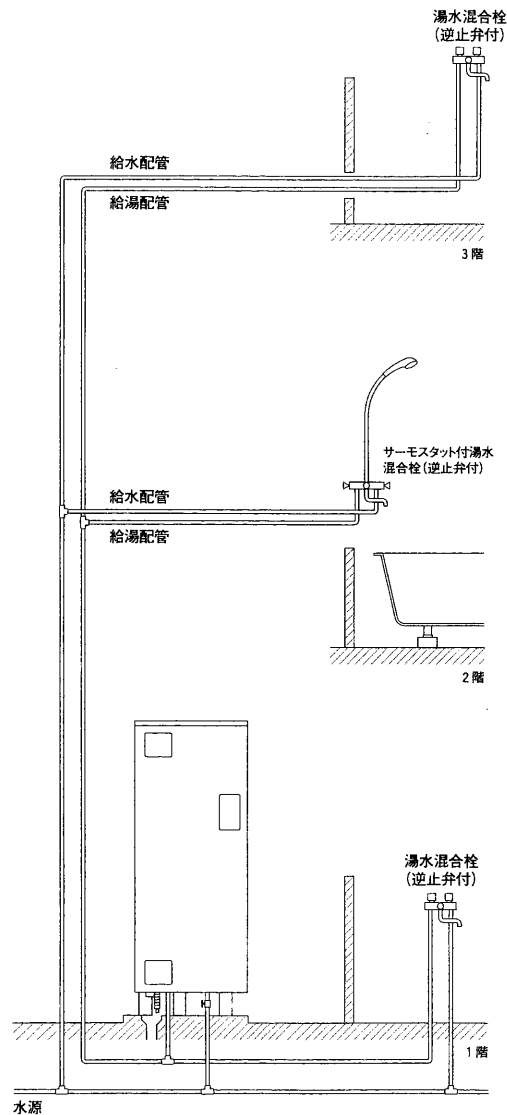 湯水混合栓
(逆止弁付)
給水配管
給湯配管
3階
サーモスタット付湯水
混合栓(逆止弁付)
給水配管
給湯配管
2階
湯水混合栓
(逆止弁付)
1階
水源